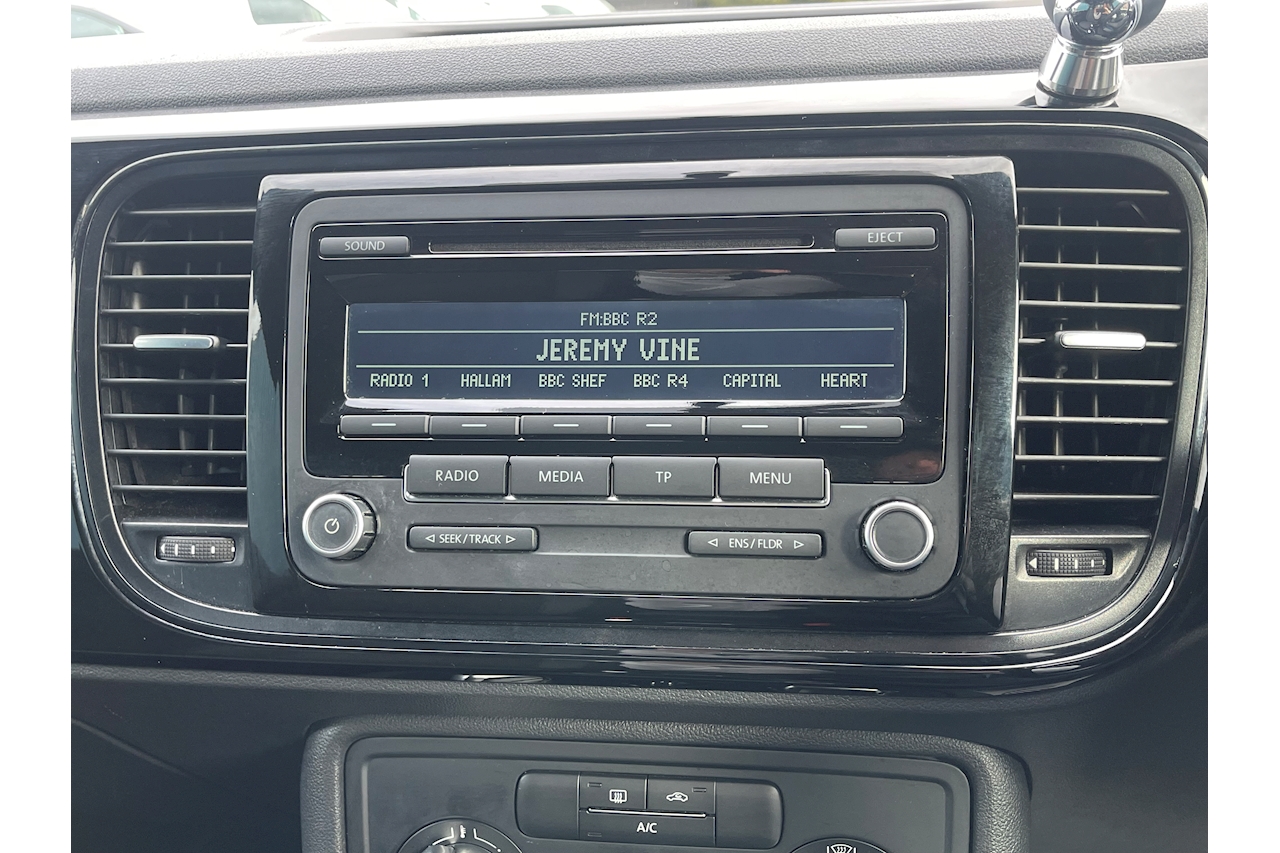 SOUND EJECT
FM:BBC R2
JEREMY VINE
RADIO 1 HALLAM BBC SHEF BBC R4 CAPITAL HEART
RADIO MEDIA TP MENU
◁ SEEK / TRACK ▷ ◁ ENS / FLDR ▷
A/C